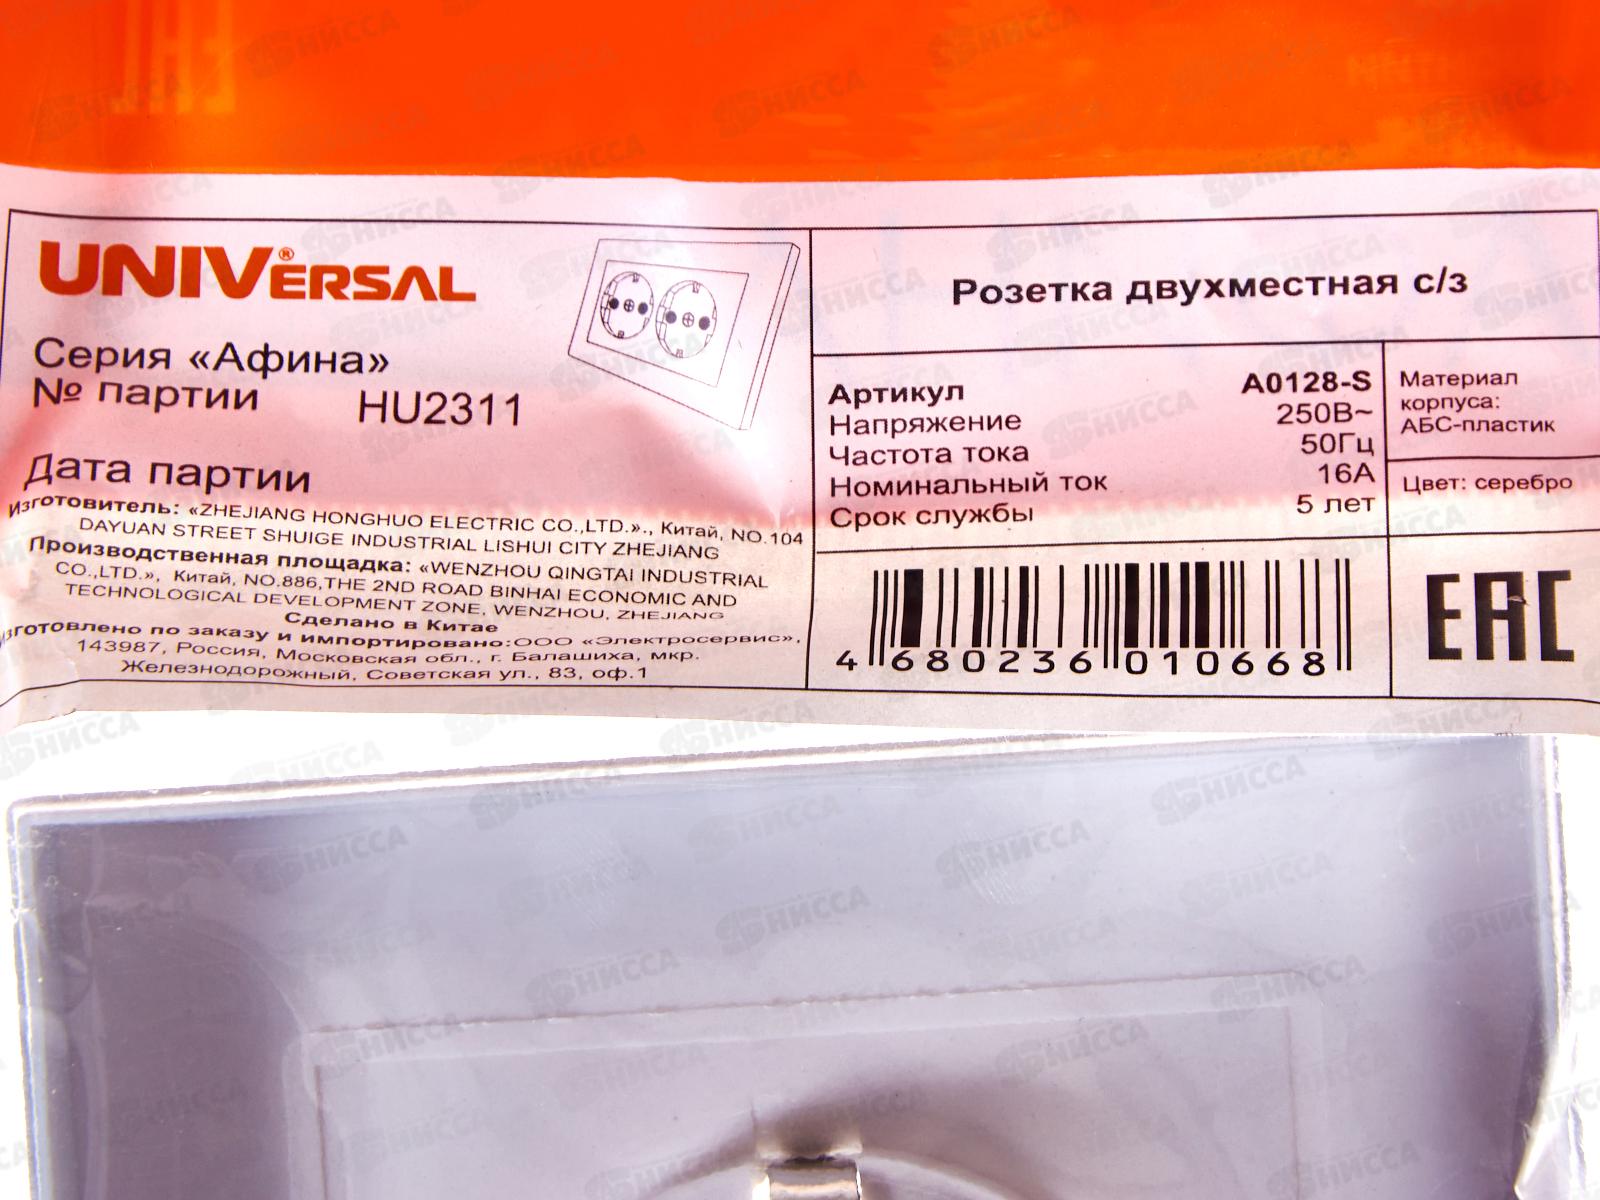 UNIVERSAL®
Серия «Афина»
№ партии HU2311
Дата партии
Изготовитель: «ZHEJIANG HONGHUO ELECTRIC CO.,LTD.»., Китай, NO.104
DAYUAN STREET SHUIGE INDUSTRIAL LISHUI CITY ZHEJIANG
Производственная площадка: «WENZHOU QINGTAI INDUSTRIAL
CO.,LTD.», Китай, NO.886,THE 2ND ROAD BINHAI ECONOMIC AND
TECHNOLOGICAL DEVELOPMENT ZONE, WENZHOU, ZHEJIANG
Сделано в Китае
Изготовлено по заказу и импортировано:ООО «Электросервис»,
143987, Россия, Московская обл., г. Балашиха, мкр.
Железнодорожный, Советская ул., 83, оф.1
Розетка двухместная с/з
Артикул A0128-S
Напряжение 250В~
Частота тока 50Гц
Номинальный ток 16А
Срок службы 5 лет
Материал
корпуса:
АБС-пластик
Цвет: серебро
4 680236 010668
EAC
НИССА